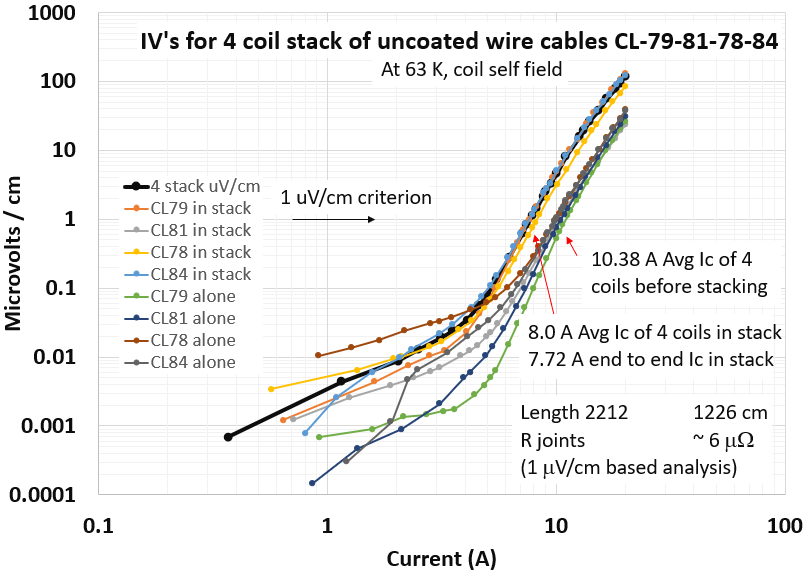 IV's for 4 coil stack of uncoated wire cables CL-79-81-78-84
At 63 K, coil self field
1000
100
10
1
0.1
0.01
0.001
0.0001
Microvolts / cm
4 stack uV/cm
CL79 in stack
CL81 in stack
CL78 in stack
CL84 in stack
CL79 alone
CL81 alone
CL78 alone
CL84 alone
1 uV/cm criterion
10.38 A Avg Ic of 4
coils before stacking
8.0 A Avg Ic of 4 coils in stack
7.72 A end to end Ic in stack
Length 2212 1226 cm
R joints ~ 6 μΩ
(1 μV/cm based analysis)
0.1 1 10 100
Current (A)